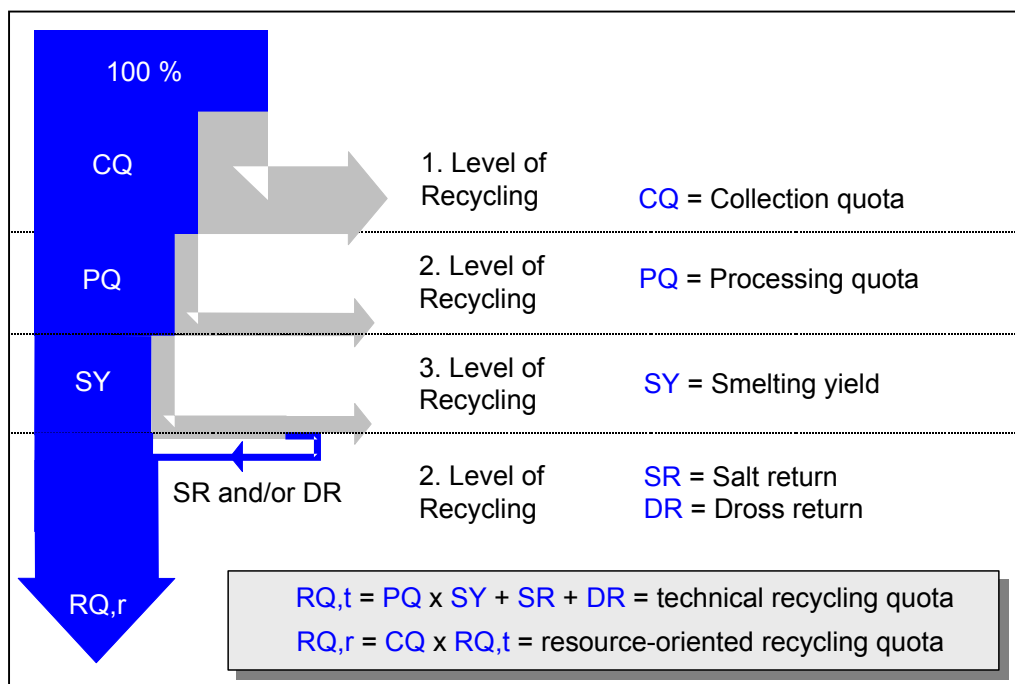 100 %
CQ
1. Level of
Recycling
CQ = Collection quota
PQ
2. Level of
Recycling
PQ = Processing quota
SY
3. Level of
Recycling
SY = Smelting yield
SR and/or DR
2. Level of
Recycling
SR = Salt return
DR = Dross return
RQ,r
RQ,t = PQ x SY + SR + DR = technical recycling quota
RQ,r = CQ x RQ,t = resource-oriented recycling quota